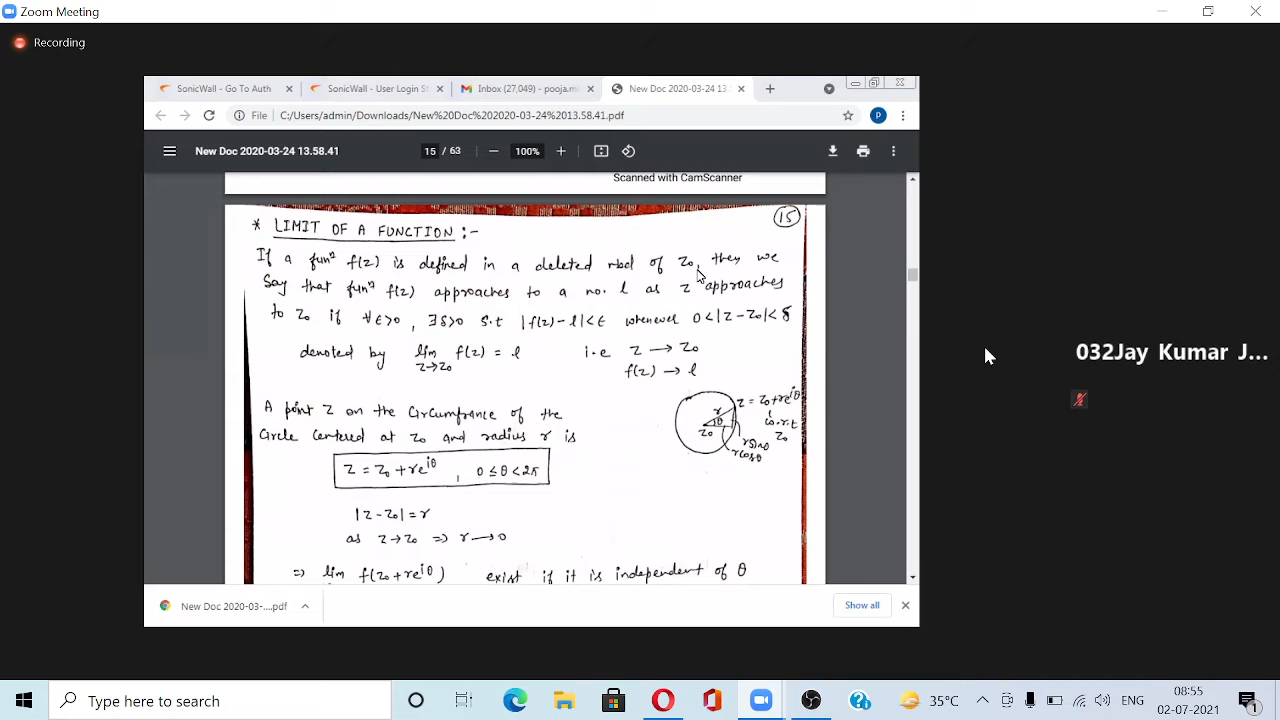 Zoom Meeting
Recording
SonicWall - Go To Auth
SonicWall - User Login St
Inbox (27,049) - pooja.mi
New Doc 2020-03-24 13.5
File C:/Users/admin/Downloads/New%20Doc%202020-03-24%2013.58.41.pdf
P
New Doc 2020-03-24 13.58.41
15 / 63
100%
Scanned with CamScanner
15
* LIMIT OF A FUNCTION :-
If a funⁿ f(z) is defined in a deleted nbd of z₀, then we
Say that funⁿ f(z) approaches to a no. l as z approaches
to z₀ if ∀ε>0, ∃δ>0 s.t |f(z)-l|<ε whenever 0<|z-z₀|<δ
denoted by lim f(z) = l i.e z → z₀
z→z₀
f(z) → l
A point z on the Circumfrance of the
Circle centered at z₀ and radius r is
z = z₀ + re^{iθ}, 0 ≤ θ < 2π
r
θ
z₀
z = z₀+re^{iθ}
w.r.t
z₀
rsinθ
rcosθ
|z-z₀| = r
as z→z₀ ⇒ r→0
⇒ lim f(z₀+re^{iθ}) exist if it is independent of θ
032Jay Kumar J...
New Doc 2020-03-....pdf
Show all
Type here to search
35°C
ENG
08:55
02-07-2021
1